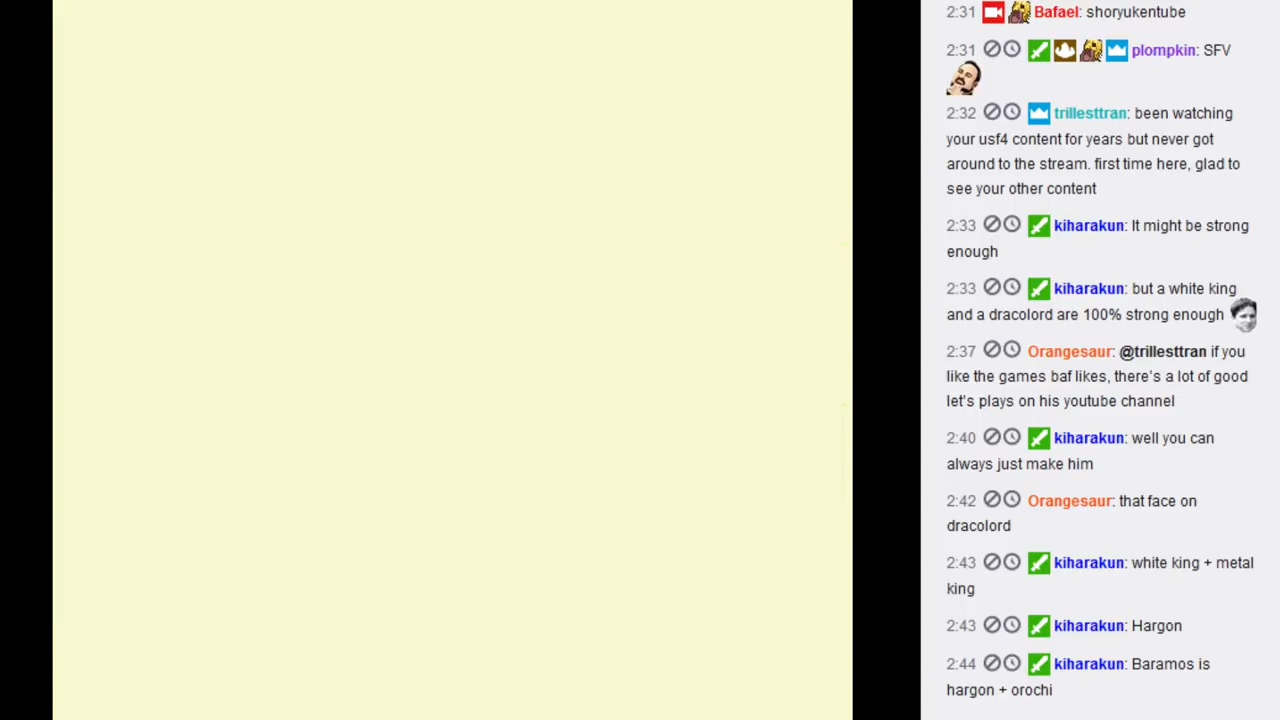 2:31 Bafael: shoryukentube
2:31 plompkin: SFV
2:32 trillesttran: been watching
your usf4 content for years but never got
around to the stream. first time here, glad to
see your other content
2:33 kiharakun: It might be strong
enough
2:33 kiharakun: but a white king
and a dracolord are 100% strong enough
2:37 Orangesaur: @trillesttran if you
like the games baf likes, there's a lot of good
let's plays on his youtube channel
2:40 kiharakun: well you can
always just make him
2:42 Orangesaur: that face on
dracolord
2:43 kiharakun: white king + metal
king
2:43 kiharakun: Hargon
2:44 kiharakun: Baramos is
hargon + orochi